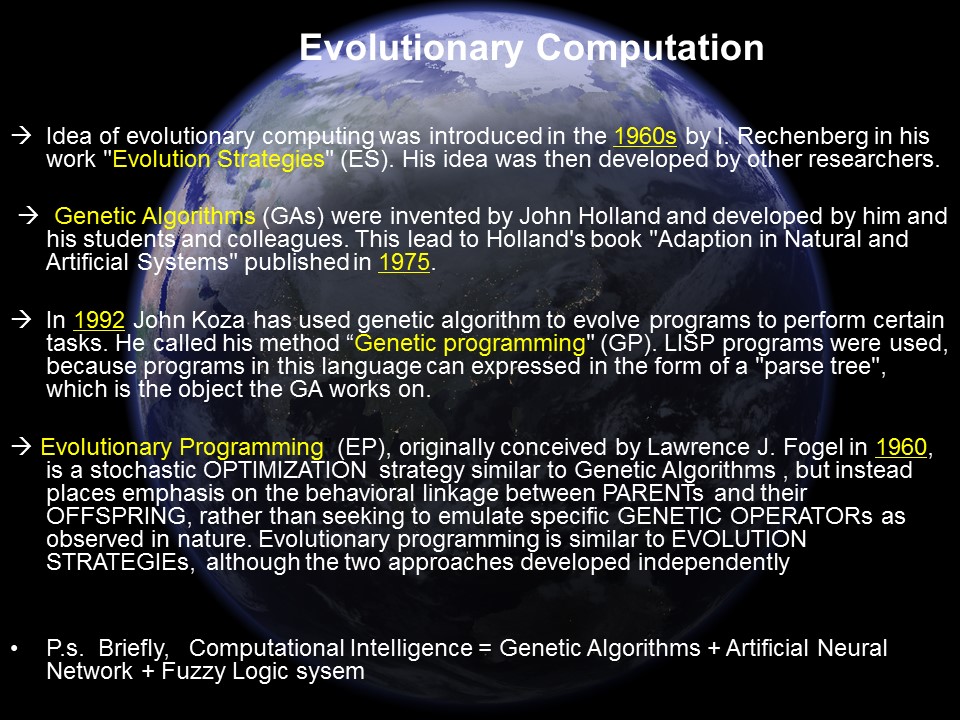 Evolutionary Computation
→ Idea of evolutionary computing was introduced in the 1960s by I. Rechenberg in his
work "Evolution Strategies" (ES). His idea was then developed by other researchers.
→ Genetic Algorithms (GAs) were invented by John Holland and developed by him and
his students and colleagues. This lead to Holland's book "Adaption in Natural and
Artificial Systems" published in 1975.
→ In 1992 John Koza has used genetic algorithm to evolve programs to perform certain
tasks. He called his method “Genetic programming" (GP). LISP programs were used,
because programs in this language can expressed in the form of a "parse tree",
which is the object the GA works on.
→ Evolutionary Programming (EP), originally conceived by Lawrence J. Fogel in 1960,
is a stochastic OPTIMIZATION strategy similar to Genetic Algorithms , but instead
places emphasis on the behavioral linkage between PARENTs and their
OFFSPRING, rather than seeking to emulate specific GENETIC OPERATORs as
observed in nature. Evolutionary programming is similar to EVOLUTION
STRATEGIEs, although the two approaches developed independently
• P.s. Briefly, Computational Intelligence = Genetic Algorithms + Artificial Neural
Network + Fuzzy Logic sysem